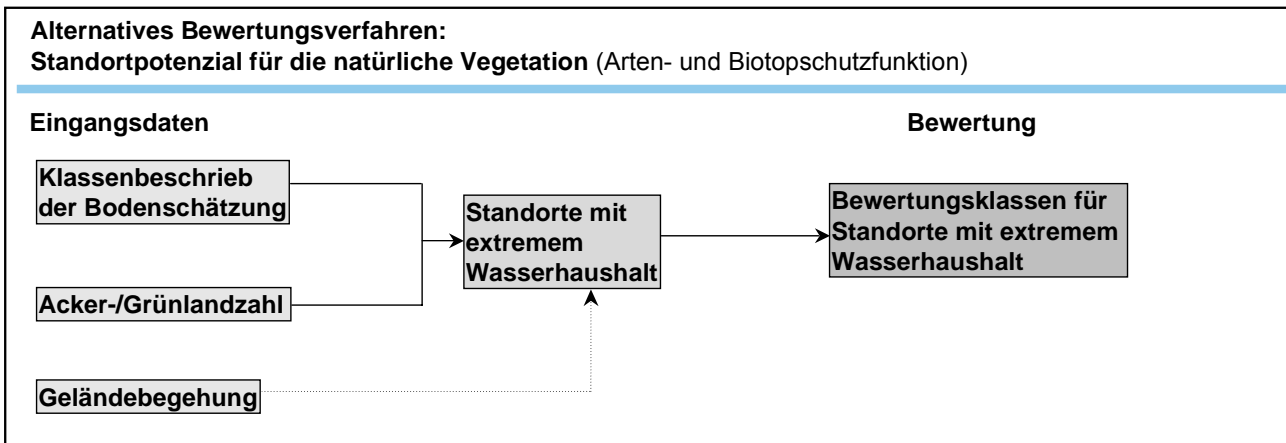 Alternatives Bewertungsverfahren:
Standortpotenzial für die natürliche Vegetation (Arten- und Biotopschutzfunktion)
Eingangsdaten
Bewertung
Klassenbeschrieb
der Bodenschätzung
Standorte mit
extremem
Wasserhaushalt
Bewertungsklassen für
Standorte mit extremem
Wasserhaushalt
Acker-/Grünlandzahl
Geländebegehung